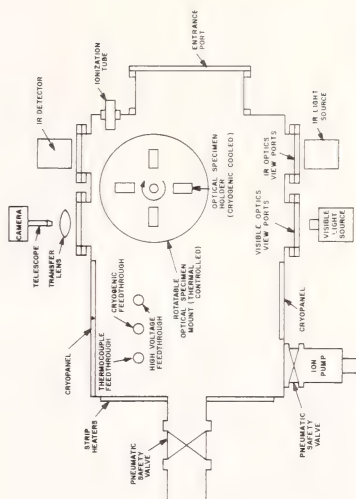 ENTRANCE
PORT
IONIZATION
TUBE
IR DETECTOR
IR LIGHT
SOURCE
CAMERA
TELESCOPE
TRANSFER
LENS
OPTICAL SPECIMEN
HOLDER
(CRYOGENIC COOLED)
IR OPTICS
VIEW PORTS
VISIBLE OPTICS
VIEW PORTS
VISIBLE
LIGHT
SOURCE
ROTATABLE
OPTICAL SPECIMEN
MOUNT (THERMAL
CONTROLLED)
CRYOGENIC
FEEDTHROUGH
HIGH VOLTAGE
FEEDTHROUGH
THERMOCOUPLE
FEEDTHROUGH
CRYOPANEL
CRYOPANEL
STRIP
HEATERS
PNEUMATIC
SAFETY
VALVE
ION
PUMP
PNEUMATIC
SAFETY
VALVE